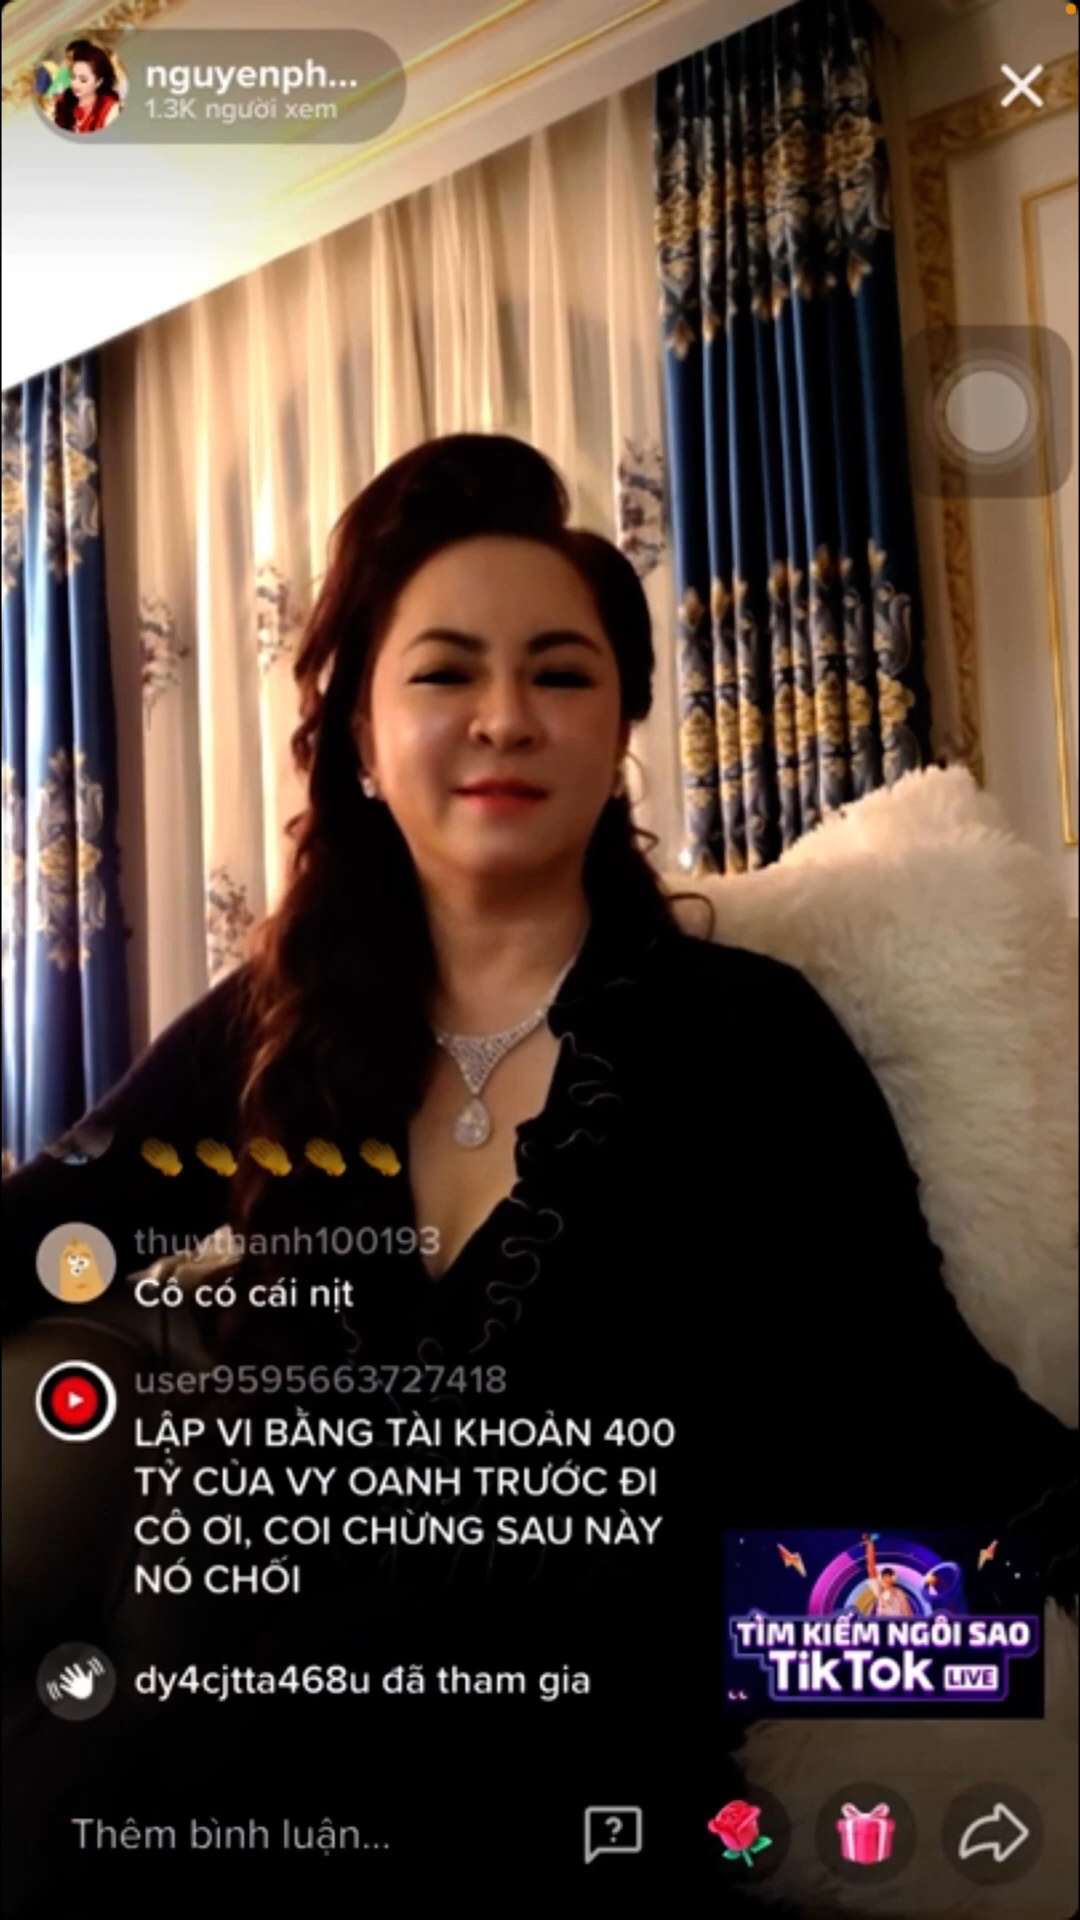 nguyenph...
1.3K người xem
thuythanh100193
Cô có cái nịt
user9595663727418
LẬP VI BẰNG TÀI KHOẢN 400
TỶ CỦA VY OANH TRƯỚC ĐI
CÔ ƠI, COI CHỪNG SAU NÀY
NÓ CHỐI
TÌM KIẾM NGÔI SAO
TikTok LIVE
dy4cjtta468u đã tham gia
Thêm bình luận...
?